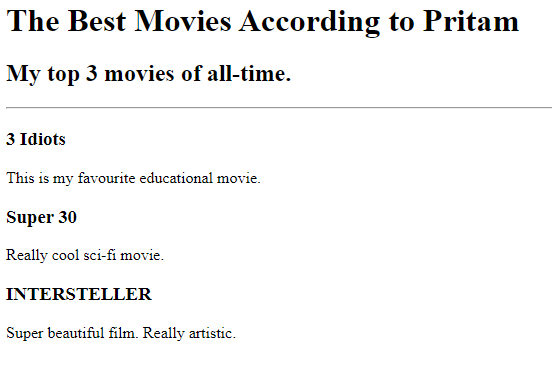 The Best Movies According to Pritam
My top 3 movies of all-time.
3 Idiots
This is my favourite educational movie.
Super 30
Really cool sci-fi movie.
INTERSTELLER
Super beautiful film. Really artistic.